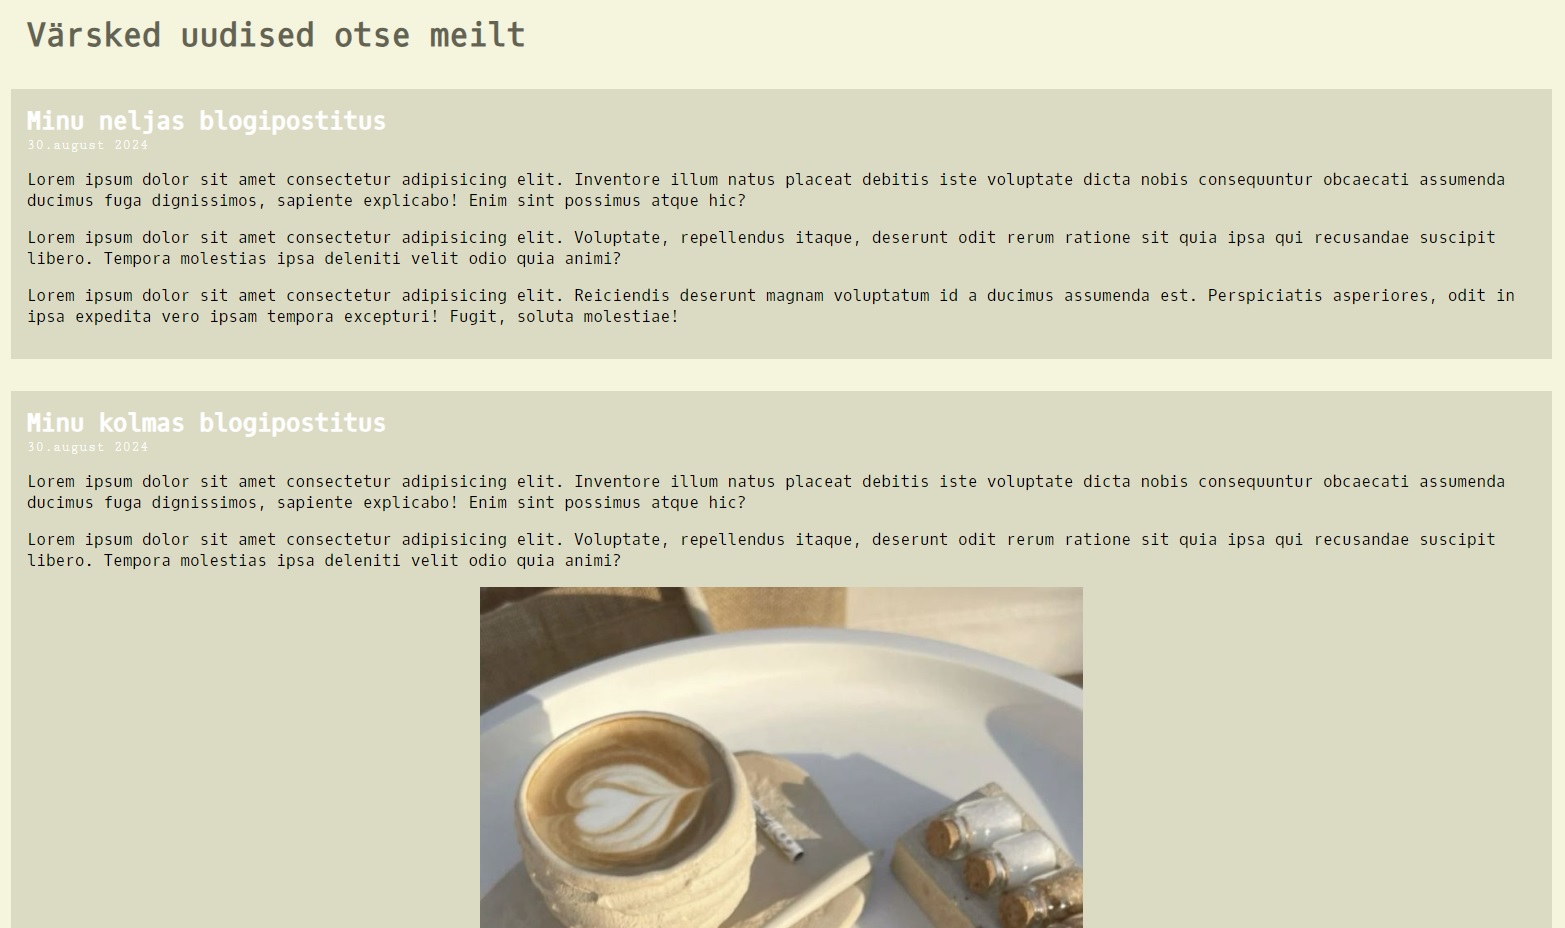 Värsked uudised otse meilt
Minu neljas blogipostitus
30.august 2024
Lorem ipsum dolor sit amet consectetur adipisicing elit. Inventore illum natus placeat debitis iste voluptate dicta nobis consequuntur obcaecati assumenda
ducimus fuga dignissimos, sapiente explicabo! Enim sint possimus atque hic?
Lorem ipsum dolor sit amet consectetur adipisicing elit. Voluptate, repellendus itaque, deserunt odit rerum ratione sit quia ipsa qui recusandae suscipit
libero. Tempora molestias ipsa deleniti velit odio quia animi?
Lorem ipsum dolor sit amet consectetur adipisicing elit. Reiciendis deserunt magnam voluptatum id a ducimus assumenda est. Perspiciatis asperiores, odit in
ipsa expedita vero ipsam tempora excepturi! Fugit, soluta molestiae!
Minu kolmas blogipostitus
30.august 2024
Lorem ipsum dolor sit amet consectetur adipisicing elit. Inventore illum natus placeat debitis iste voluptate dicta nobis consequuntur obcaecati assumenda
ducimus fuga dignissimos, sapiente explicabo! Enim sint possimus atque hic?
Lorem ipsum dolor sit amet consectetur adipisicing elit. Voluptate, repellendus itaque, deserunt odit rerum ratione sit quia ipsa qui recusandae suscipit
libero. Tempora molestias ipsa deleniti velit odio quia animi?